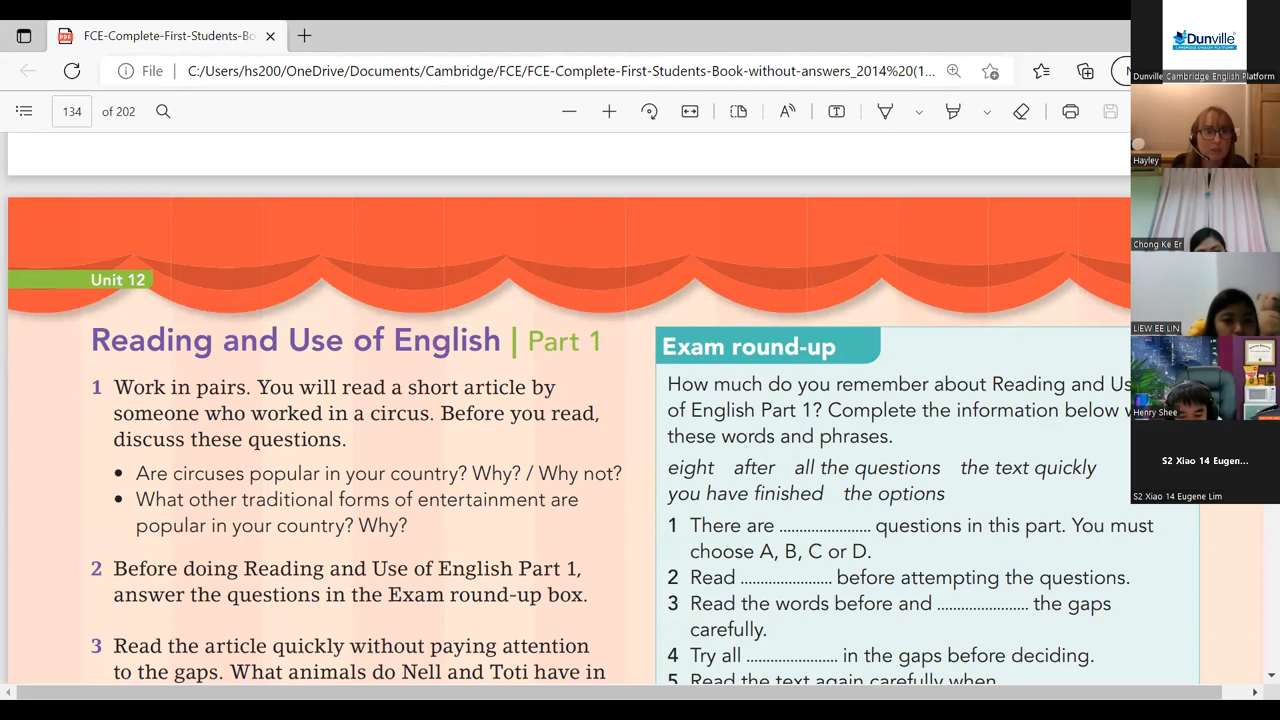 FCE-Complete-First-Students-Bo
File
C:/Users/hs200/OneDrive/Documents/Cambridge/FCE/FCE-Complete-First-Students-Book-without-answers_2014%20(1...
134 of 202
Unit 12
Reading and Use of English | Part 1
1 Work in pairs. You will read a short article by
someone who worked in a circus. Before you read,
discuss these questions.
• Are circuses popular in your country? Why? / Why not?
• What other traditional forms of entertainment are
popular in your country? Why?
2 Before doing Reading and Use of English Part 1,
answer the questions in the Exam round-up box.
3 Read the article quickly without paying attention
to the gaps. What animals do Nell and Toti have in
Exam round-up
How much do you remember about Reading and Us
of English Part 1? Complete the information below w
these words and phrases.
eight after all the questions the text quickly
you have finished the options
1 There are ...................... questions in this part. You must
choose A, B, C or D.
2 Read ...................... before attempting the questions.
3 Read the words before and ...................... the gaps
carefully.
4 Try all ...................... in the gaps before deciding.
5 Read the text again carefully when
Dunville
CAMBRIDGE ENGLISH PLATFORM
Dunville Cambridge English Platform
Hayley
Chong Ke Er
LIEW EE LIN
Henry Shee
S2 Xiao 14 Eugen...
S2 Xiao 14 Eugene Lim